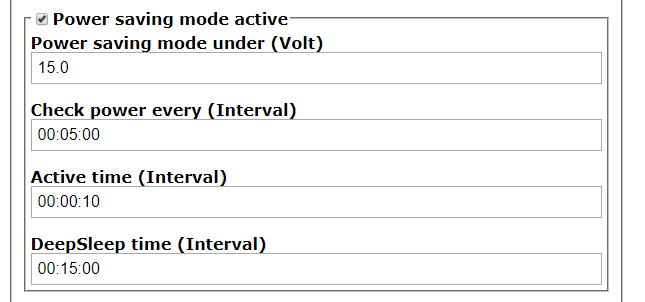 Power saving mode active
Power saving mode under (Volt)
15.0
Check power every (Interval)
00:05:00
Active time (Interval)
00:00:10
DeepSleep time (Interval)
00:15:00